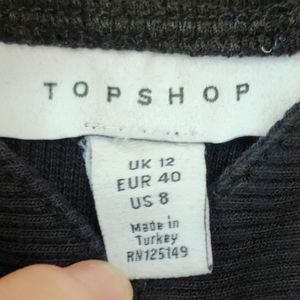 TOPSHOP
UK 12
EUR 40
US 8
Made in
Turkey
RN125149